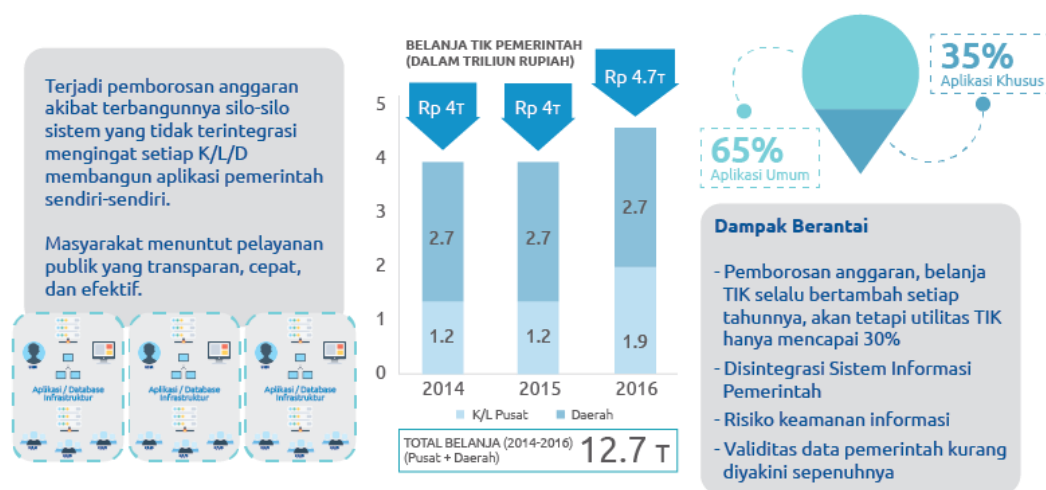 Terjadi pemborosan anggaran
akibat terbangunnya silo-silo
sistem yang tidak terintegrasi
mengingat setiap K/L/D
membangun aplikasi pemerintah
sendiri-sendiri.
Masyarakat menuntut pelayanan
publik yang transparan, cepat,
dan efektif.
Aplikasi / Database
Infrastruktur
Aplikasi / Database
Infrastruktur
Aplikasi / Database
Infrastruktur
BELANJA TIK PEMERINTAH
(DALAM TRILIUN RUPIAH)
Rp 4T
Rp 4T
Rp 4.7T
5
4
3
2
1
0
2.7
2.7
2.7
1.2
1.2
1.9
2014
2015
2016
K/L Pusat
Daerah
TOTAL BELANJA (2014-2016)
(Pusat + Daerah)
12.7 T
35%
Aplikasi Khusus
65%
Aplikasi Umum
Dampak Berantai
- Pemborosan anggaran, belanja
TIK selalu bertambah setiap
tahunnya, akan tetapi utilitas TIK
hanya mencapai 30%
- Disintegrasi Sistem Informasi
Pemerintah
- Risiko keamanan informasi
- Validitas data pemerintah kurang
diyakini sepenuhnya